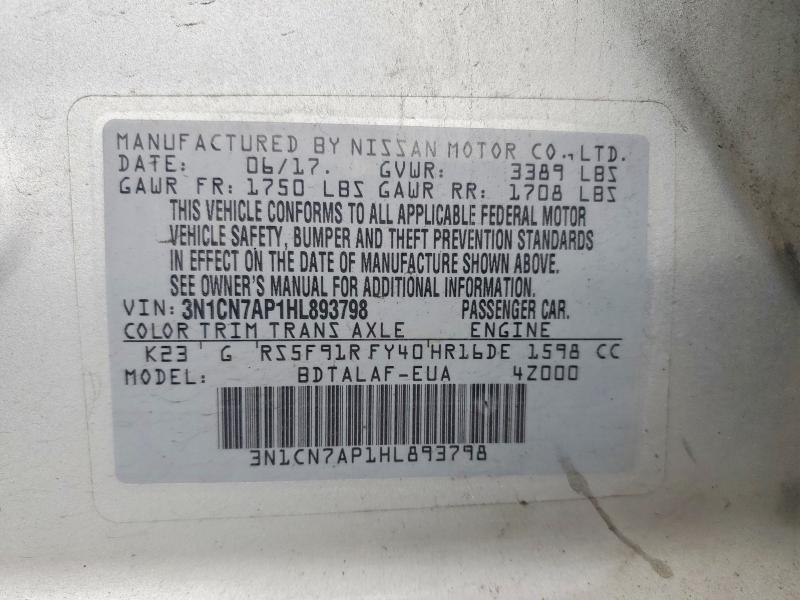 MANUFACTURED BY NISSAN MOTOR CO., LTD.
DATE: 06/17. GVWR: 3389 LBS
GAWR FR: 1750 LBS GAWR RR: 1708 LBS
THIS VEHICLE CONFORMS TO ALL APPLICABLE FEDERAL MOTOR
VEHICLE SAFETY, BUMPER AND THEFT PREVENTION STANDARDS
IN EFFECT ON THE DATE OF MANUFACTURE SHOWN ABOVE.
SEE OWNER'S MANUAL FOR ADDITIONAL INFORMATION.
VIN: 3N1CN7AP1HL893798 PASSENGER CAR.
COLOR TRIM TRANS AXLE ENGINE
K23 G RS5F91R FY40 HR16DE 1598 CC
MODEL: BDTALAF-EUA 4Z000
3N1CN7AP1HL893798